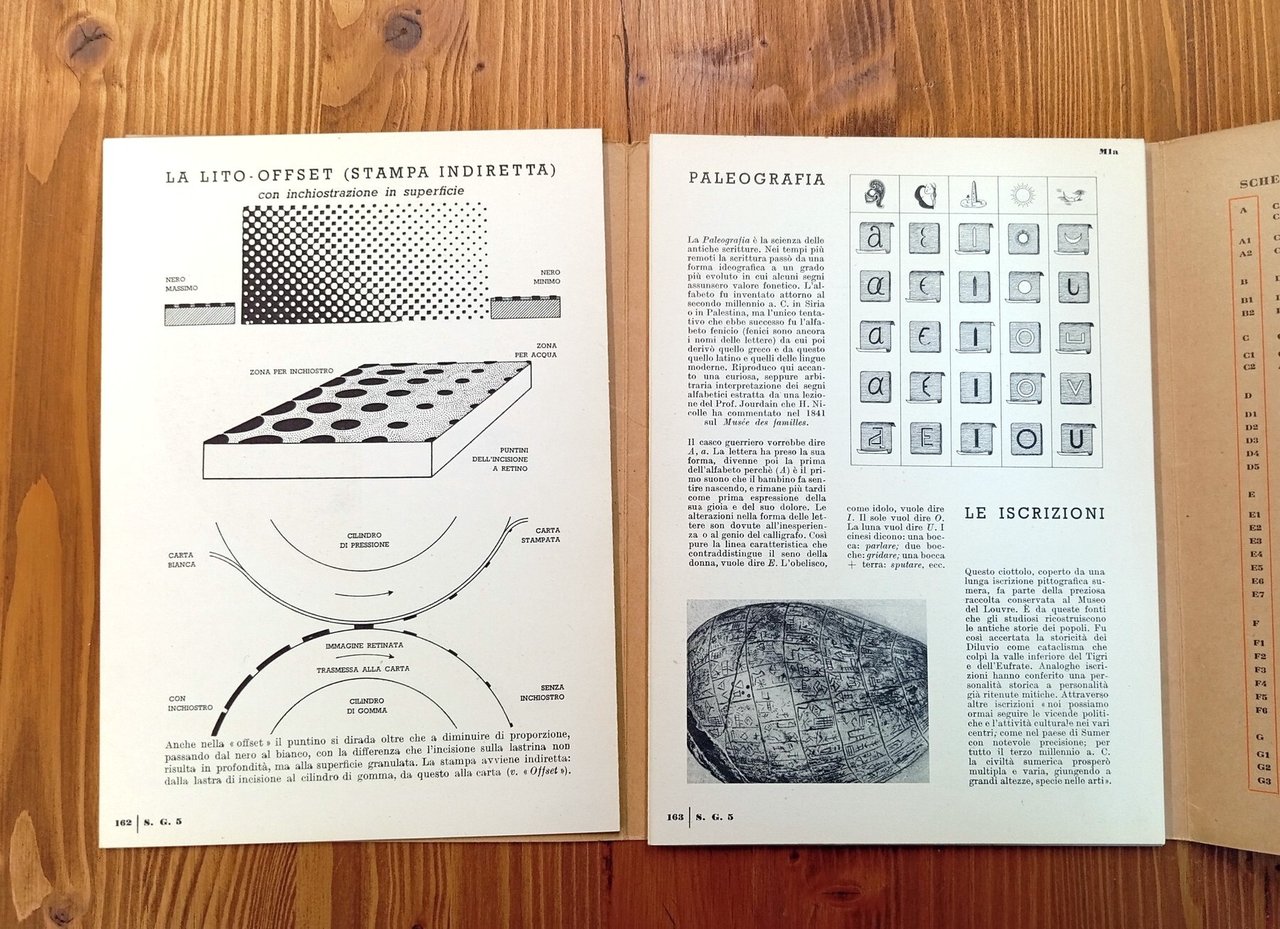 LA LITO-OFFSET (STAMPA INDIRETTA)
con inchiostrazione in superficie
NERO
MASSIMO
NERO
MINIMO
ZONA
PER ACQUA
ZONA PER INCHIOSTRO
PUNTINI
DELL'INCISIONE
A RETINO
CILINDRO
DI PRESSIONE
CARTA
STAMPATA
CARTA
BIANCA
IMMAGINE RETINATA
TRASMESSA ALLA CARTA
CON
INCHIOSTRO
CILINDRO
DI GOMMA
SENZA
INCHIOSTRO
Anche nella « offset » il puntino si dirada oltre che a diminuire di proporzione,
passando dal nero al bianco, con la differenza che l'incisione sulla lastrina non
risulta in profondità, ma alla superficie granulata. La stampa avviene indiretta:
dalla lastra di incisione al cilindro di gomma, da questo alla carta (v. « Offset »).
162 | S. G. 5
M1a
PALEOGRAFIA
La Paleografia è la scienza delle
antiche scritture. Nei tempi più
remoti la scrittura passò da una
forma ideografica a un grado
più evoluto in cui alcuni segni
assunsero valore fonetico. L'al-
fabeto fu inventato attorno al
secondo millennio a. C. in Siria
o in Palestina, ma l'unico tenta-
tivo che ebbe successo fu l'alfa-
beto fenicio (fenici sono ancora
i nomi delle lettere) da cui poi
derivò quello greco e da questo
quello latino e quelli delle lingue
moderne. Riproduco qui accan-
to una curiosa, seppure arbi-
traria interpretazione dei segni
alfabetici estratta da una lezio-
ne del Prof. Jourdain che H. Ni-
colle ha commentato nel 1841
sul Musée des familles.
Il casco guerriero vorrebbe dire
A, a. La lettera ha preso la sua
forma, divenne poi la prima
dell'alfabeto perchè (A) è il pri-
mo suono che il bambino fa sen-
tire nascendo, e rimane più tardi
come prima espressione della
sua gioia e del suo dolore. Le
alterazioni nella forma delle let-
tere son dovute all'inesperien-
za o al genio del calligrafo. Così
pure la linea caratteristica che
contraddistingue il seno della
donna, vuole dire E. L'obelisco,
come idolo, vuole dire
I. Il sole vuol dire O.
La luna vuol dire U. I
cinesi dicono: una boc-
ca: parlare; due boc-
che: gridare; una bocca
+ terra: sputare, ecc.
a E I O U
a E I O U
a E I O U
a E I O V
a E I O U
LE ISCRIZIONI
Questo ciottolo, coperto da una
lunga iscrizione pittografica su-
mera, fa parte della preziosa
raccolta conservata al Museo
del Louvre. È da queste fonti
che gli studiosi ricostruiscono
le antiche storie dei popoli. Fu
così accertata la storicità del
Diluvio come cataclisma che
colpì la valle inferiore del Tigri
e dell'Eufrate. Analoghe iscri-
zioni hanno conferito una per-
sonalità storica a personalità
già ritenute mitiche. Attraverso
altre iscrizioni « noi possiamo
ormai seguire le vicende politi-
che e l'attività culturale nei vari
centri; come nel paese di Sumer
con notevole precisione; per
tutto il terzo millennio a. C.
la civiltà sumerica prosperò
multipla e varia, giungendo a
grandi altezze, specie nelle arti ».
163 | S. G. 5
SCHE
A
A1
A2
B
B1
B2
C
C1
C2
D
D1
D2
D3
D4
D5
E
E1
E2
E3
E4
E5
E6
E7
F
F1
F2
F3
F4
F5
F6
G
G1
G2
G3